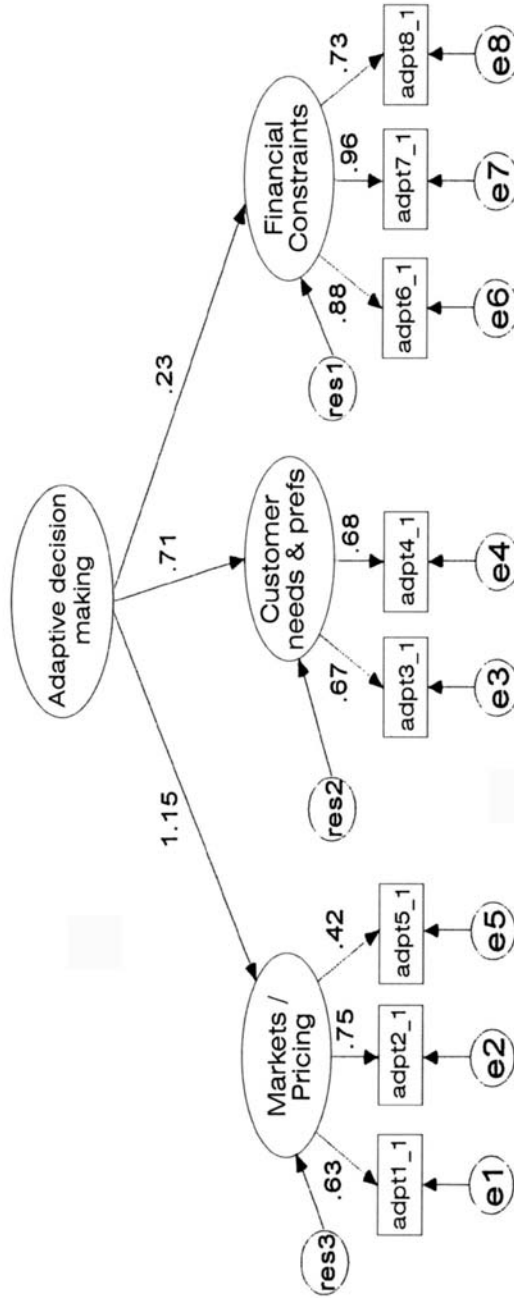 Adaptive decision
making
1.15
.71
.23
Markets /
Pricing
Customer
needs & prefs
Financial
Constraints
res3
res2
res1
.63
.75
.42
.67
.68
.88
.96
.73
adpt1_1
adpt2_1
adpt5_1
adpt3_1
adpt4_1
adpt6_1
adpt7_1
adpt8_1
e1
e2
e5
e3
e4
e6
e7
e8